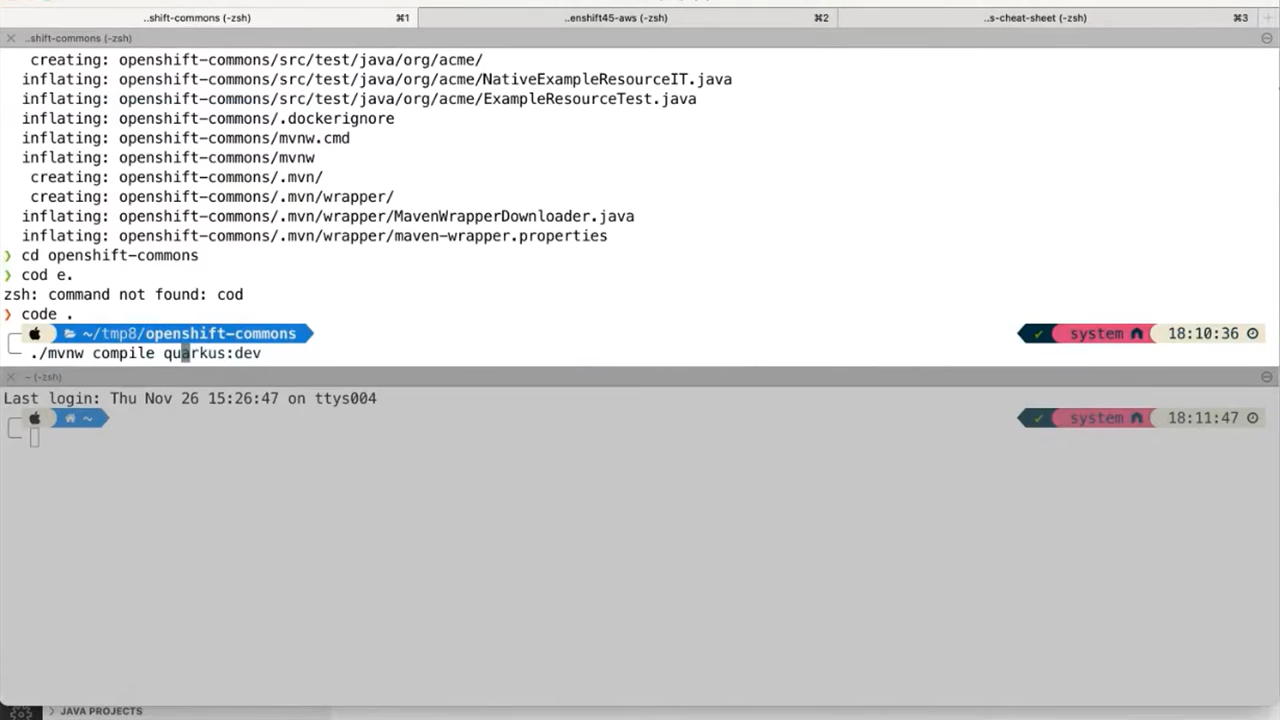 ..shift-commons (-zsh) ⌘1 ..enshift45-aws (-zsh) ⌘2 ..s-cheat-sheet (-zsh) ⌘3
..shift-commons (-zsh)
creating: openshift-commons/src/test/java/org/acme/
inflating: openshift-commons/src/test/java/org/acme/NativeExampleResourceIT.java
inflating: openshift-commons/src/test/java/org/acme/ExampleResourceTest.java
inflating: openshift-commons/.dockerignore
inflating: openshift-commons/mvnw.cmd
inflating: openshift-commons/mvnw
creating: openshift-commons/.mvn/
creating: openshift-commons/.mvn/wrapper/
inflating: openshift-commons/.mvn/wrapper/MavenWrapperDownloader.java
inflating: openshift-commons/.mvn/wrapper/maven-wrapper.properties
❯ cd openshift-commons
❯ cod e.
zsh: command not found: cod
❯ code .
~/tmp8/openshift-commons ✓ system 18:10:36
./mvnw compile quarkus:dev
~ (-zsh)
Last login: Thu Nov 26 15:26:47 on ttys004
~ ✓ system 18:11:47
> JAVA PROJECTS